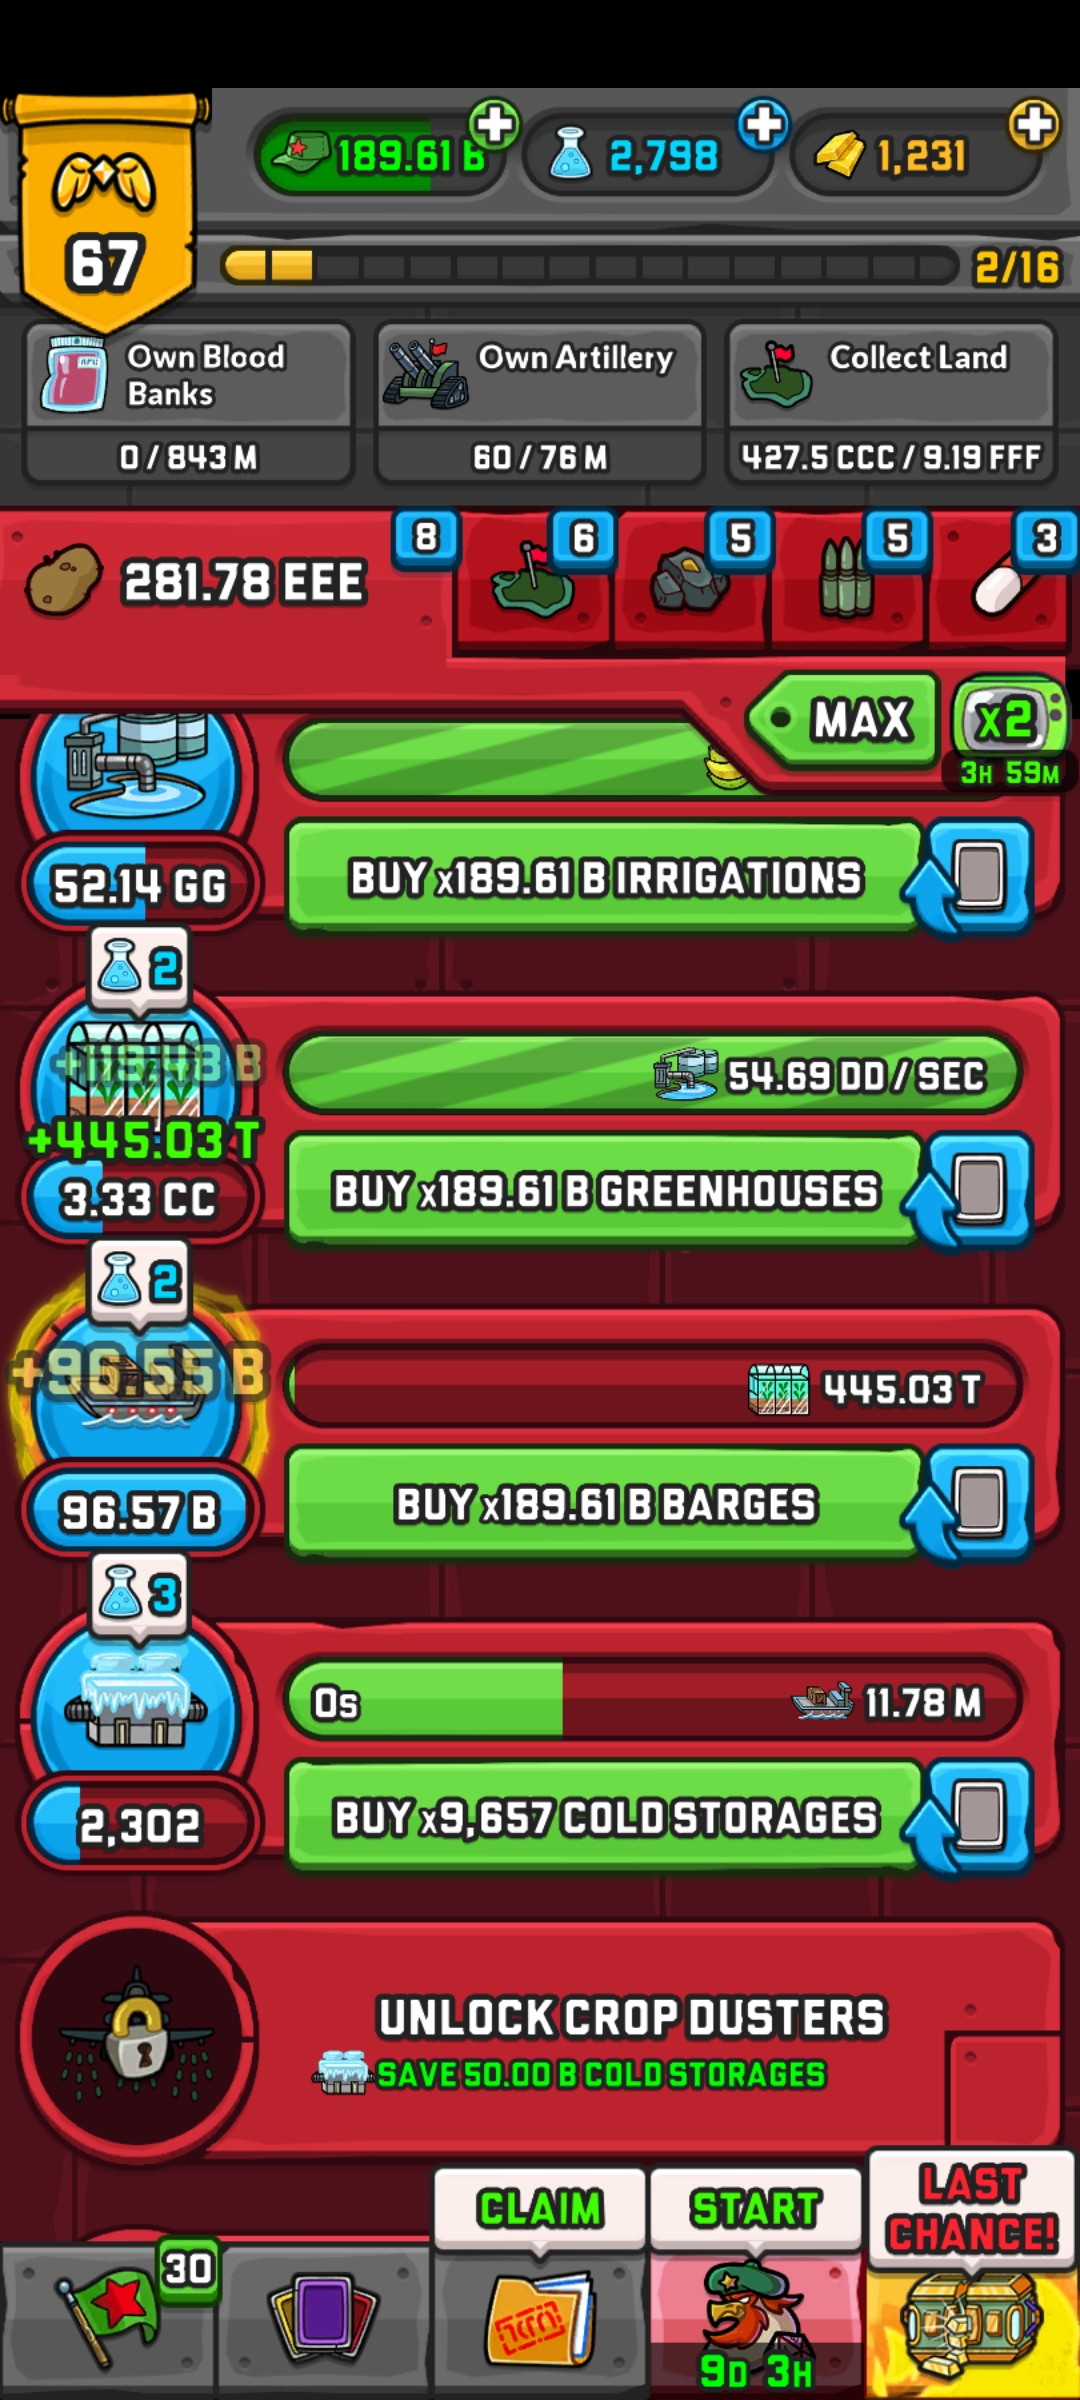 189.61 B
2,798
1,231
67
2/16
Own Blood
Banks
0 / 843 M
Own Artillery
60 / 76 M
Collect Land
427.5 CCC / 9.19 FFF
281.78 EEE
8
6
5
5
3
MAX
x2
3H 59M
52.14 GG
BUY x189.61 B IRRIGATIONS
2
54.69 DD / SEC
+445.03 T
3.33 CC
BUY x189.61 B GREENHOUSES
2
+96.55 B
445.03 T
96.57 B
BUY x189.61 B BARGES
3
0s
11.78 M
2,302
BUY x9,657 COLD STORAGES
UNLOCK CROP DUSTERS
SAVE 50.00 B COLD STORAGES
CLAIM
START
LAST
CHANCE!
30
9D 3H